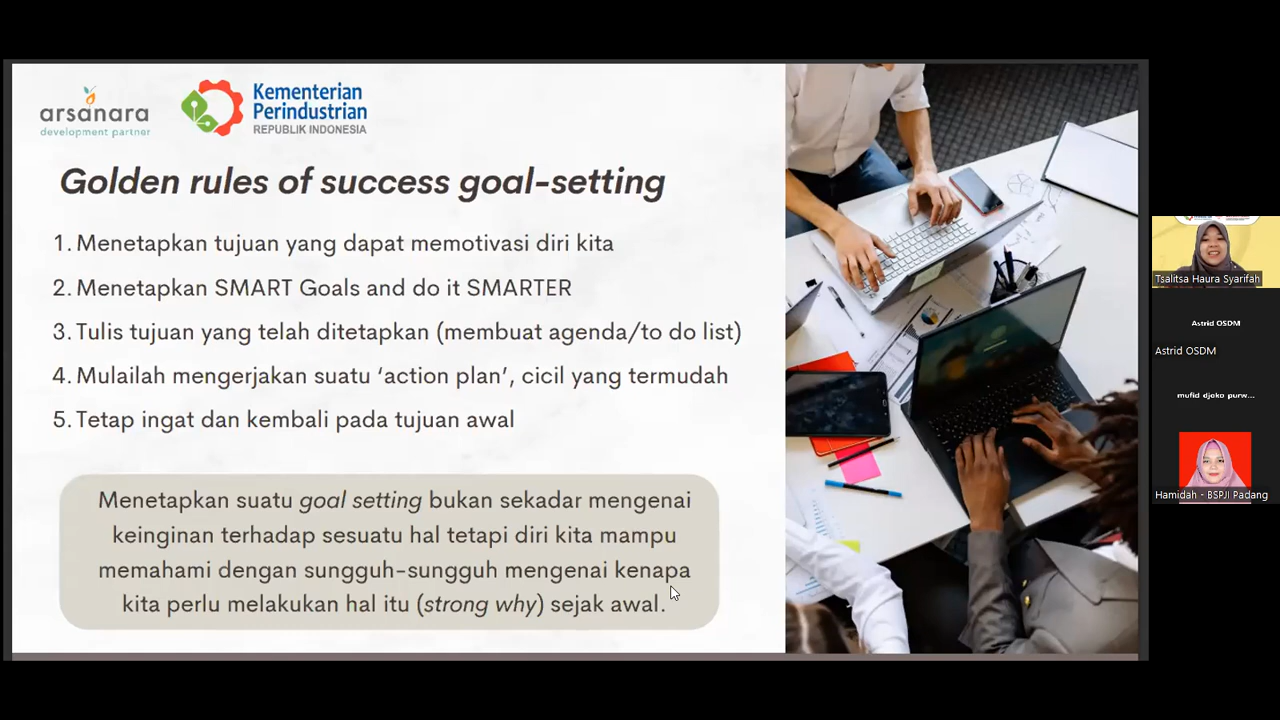 arsanara
development partner
Kementerian
Perindustrian
REPUBLIK INDONESIA
Golden rules of success goal-setting
1. Menetapkan tujuan yang dapat memotivasi diri kita
2. Menetapkan SMART Goals and do it SMARTER
3. Tulis tujuan yang telah ditetapkan (membuat agenda/to do list)
4. Mulailah mengerjakan suatu ‘action plan’, cicil yang termudah
5. Tetap ingat dan kembali pada tujuan awal
Menetapkan suatu goal setting bukan sekadar mengenai
keinginan terhadap sesuatu hal tetapi diri kita mampu
memahami dengan sungguh-sungguh mengenai kenapa
kita perlu melakukan hal itu (strong why) sejak awal.
Tsalitsa Haura Syarifah
Astrid OSDM
Astrid OSDM
mufid djoko purw...
Hamidah - BSPJI Padang